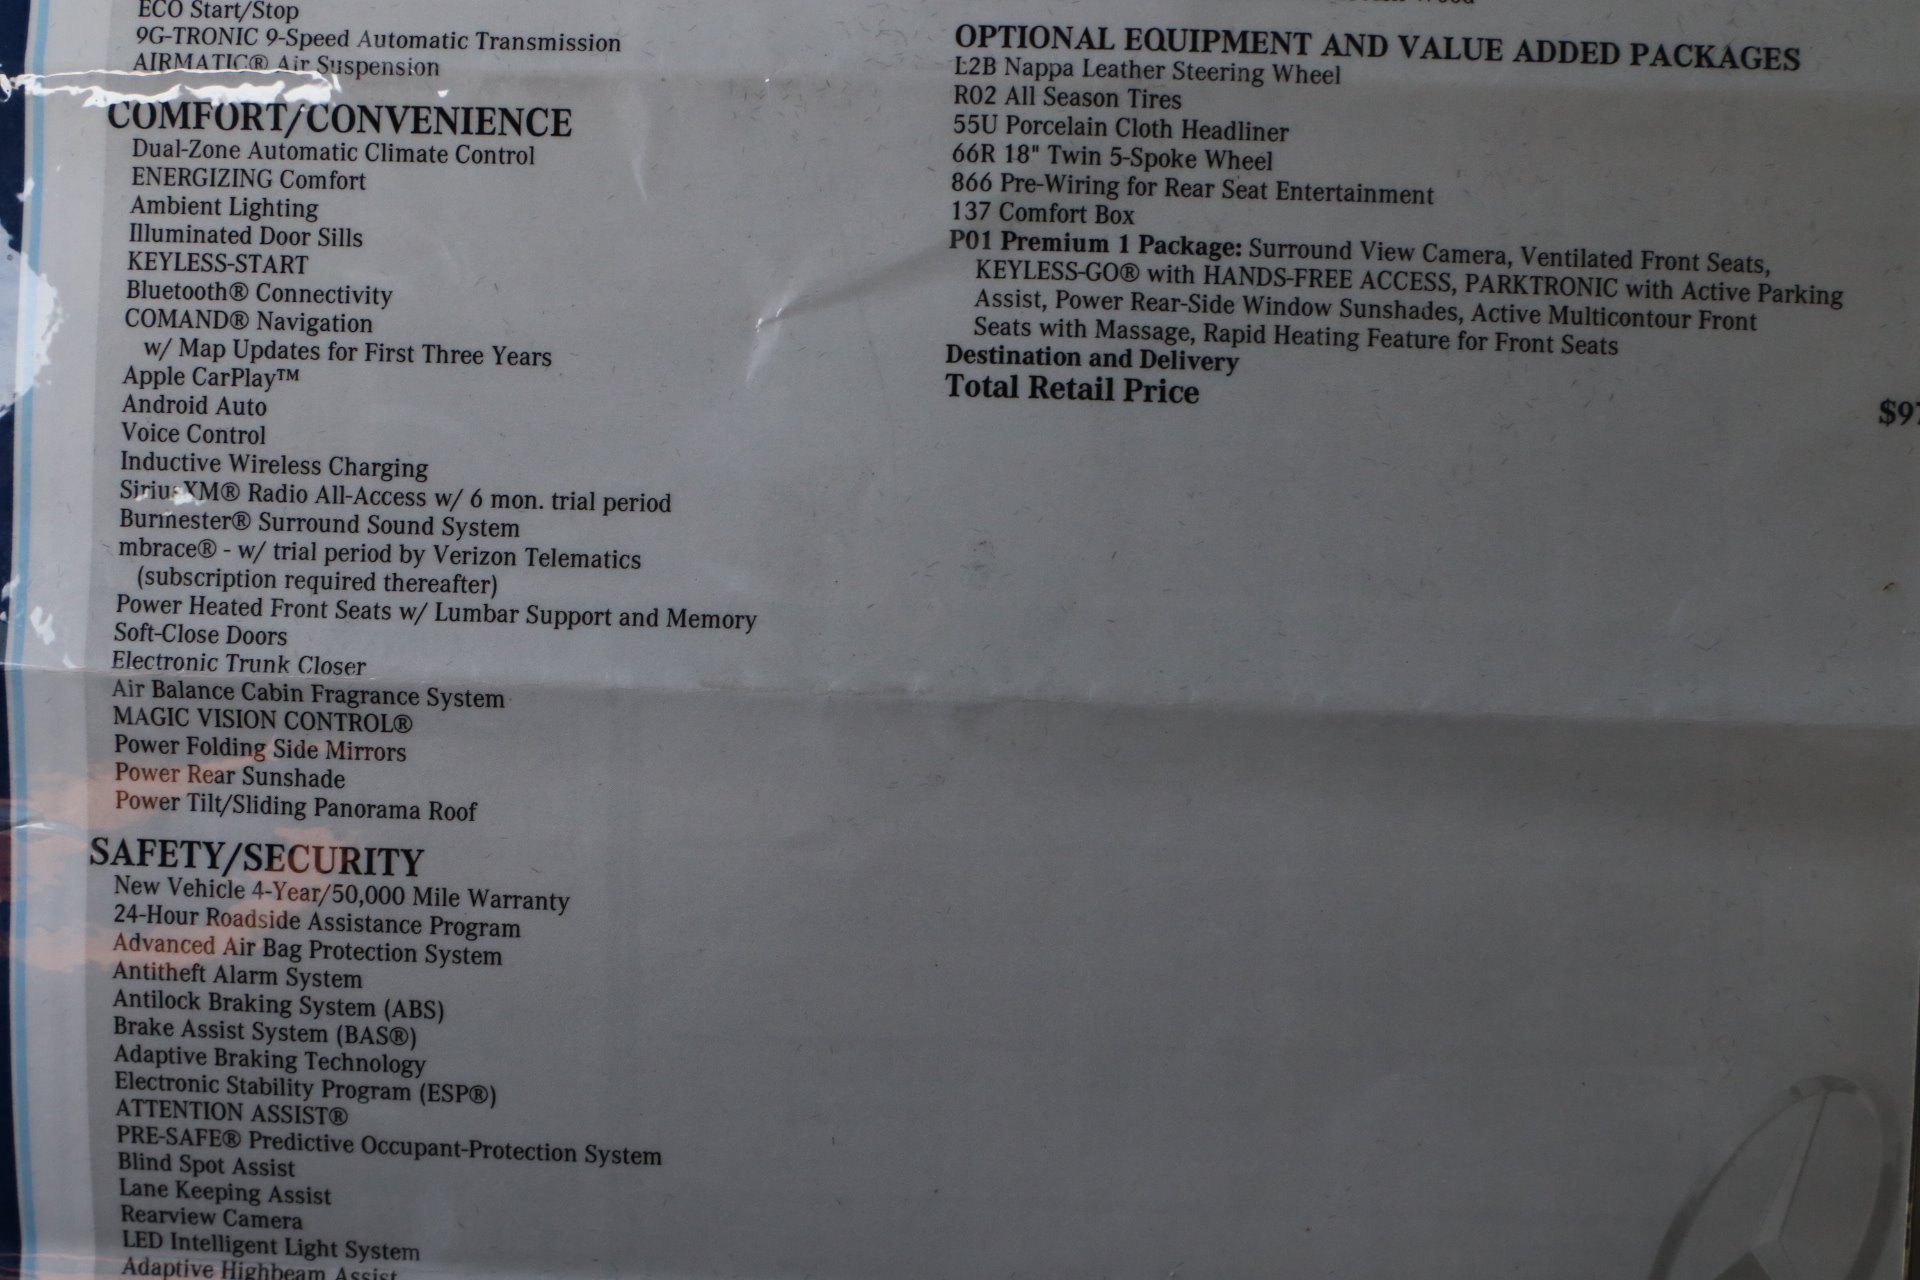 ECO Start/Stop
9G-TRONIC 9-Speed Automatic Transmission
AIRMATIC® Air Suspension
COMFORT/CONVENIENCE
Dual-Zone Automatic Climate Control
ENERGIZING Comfort
Ambient Lighting
Illuminated Door Sills
KEYLESS-START
Bluetooth® Connectivity
COMAND® Navigation
w/ Map Updates for First Three Years
Apple CarPlay™
Android Auto
Voice Control
Inductive Wireless Charging
SiriusXM® Radio All-Access w/ 6 mon. trial period
Burmester® Surround Sound System
mbrace® - w/ trial period by Verizon Telematics
(subscription required thereafter)
Power Heated Front Seats w/ Lumbar Support and Memory
Soft-Close Doors
Electronic Trunk Closer
Air Balance Cabin Fragrance System
MAGIC VISION CONTROL®
Power Folding Side Mirrors
Power Rear Sunshade
Power Tilt/Sliding Panorama Roof
SAFETY/SECURITY
New Vehicle 4-Year/50,000 Mile Warranty
24-Hour Roadside Assistance Program
Advanced Air Bag Protection System
Antitheft Alarm System
Antilock Braking System (ABS)
Brake Assist System (BAS®)
Adaptive Braking Technology
Electronic Stability Program (ESP®)
ATTENTION ASSIST®
PRE-SAFE® Predictive Occupant-Protection System
Blind Spot Assist
Lane Keeping Assist
Rearview Camera
LED Intelligent Light System
Adaptive Highbeam Assist
Wood
OPTIONAL EQUIPMENT AND VALUE ADDED PACKAGES
L2B Nappa Leather Steering Wheel
R02 All Season Tires
55U Porcelain Cloth Headliner
66R 18" Twin 5-Spoke Wheel
866 Pre-Wiring for Rear Seat Entertainment
137 Comfort Box
P01 Premium 1 Package: Surround View Camera, Ventilated Front Seats,
KEYLESS-GO® with HANDS-FREE ACCESS, PARKTRONIC with Active Parking
Assist, Power Rear-Side Window Sunshades, Active Multicontour Front
Seats with Massage, Rapid Heating Feature for Front Seats
Destination and Delivery
Total Retail Price
$97